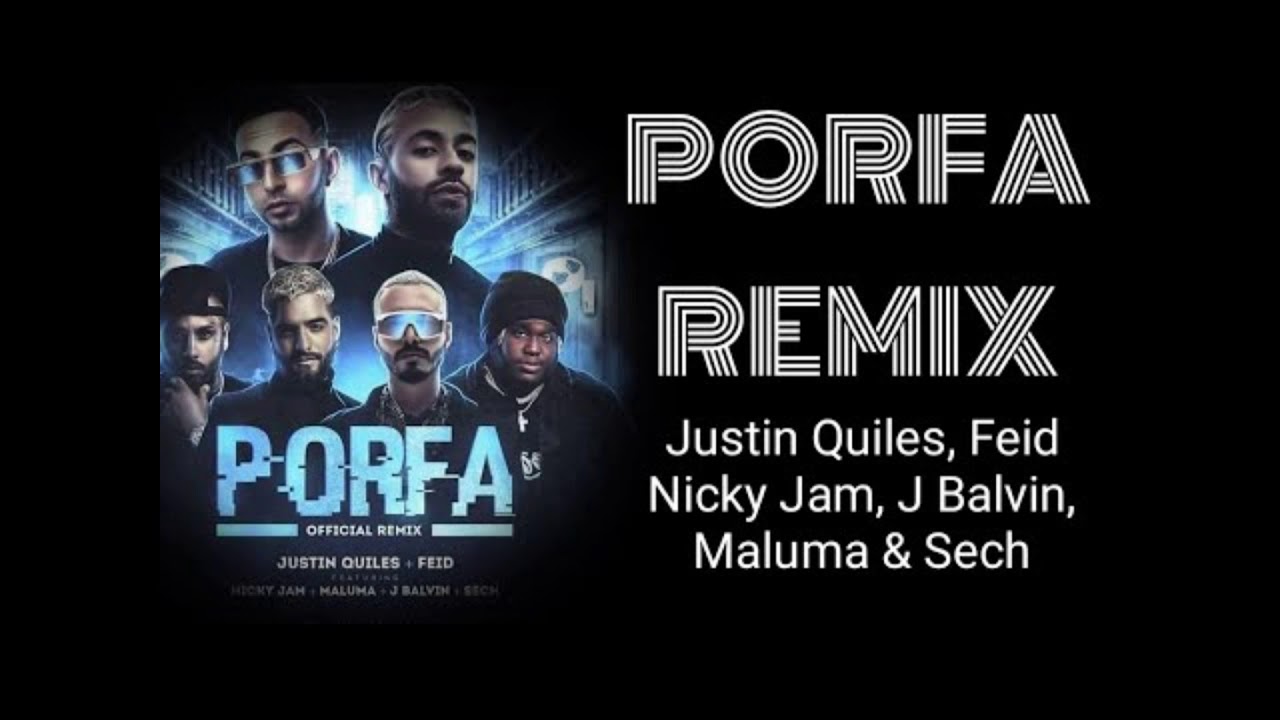 PORFA
OFFICIAL REMIX
JUSTIN QUILES + FEID
FEATURING
NICKY JAM + MALUMA + J BALVIN + SECH
PORFA
REMIX
Justin Quiles, Feid
Nicky Jam, J Balvin,
Maluma & Sech